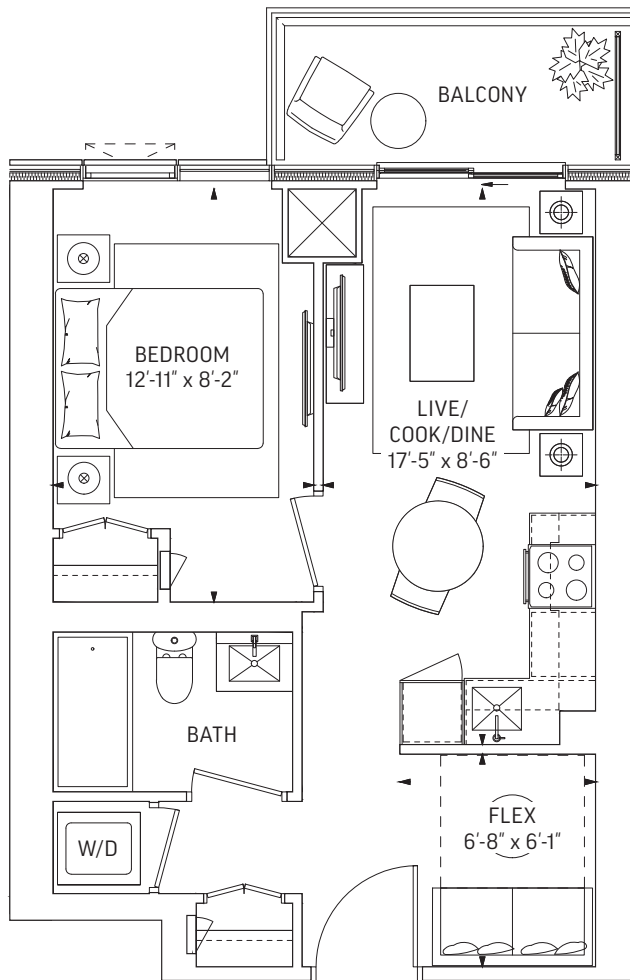 BALCONY
BEDROOM
12'-11" x 8'-2"
LIVE/
COOK/DINE
17'-5" x 8'-6"
BATH
W/D
FLEX
6'-8" x 6'-1"